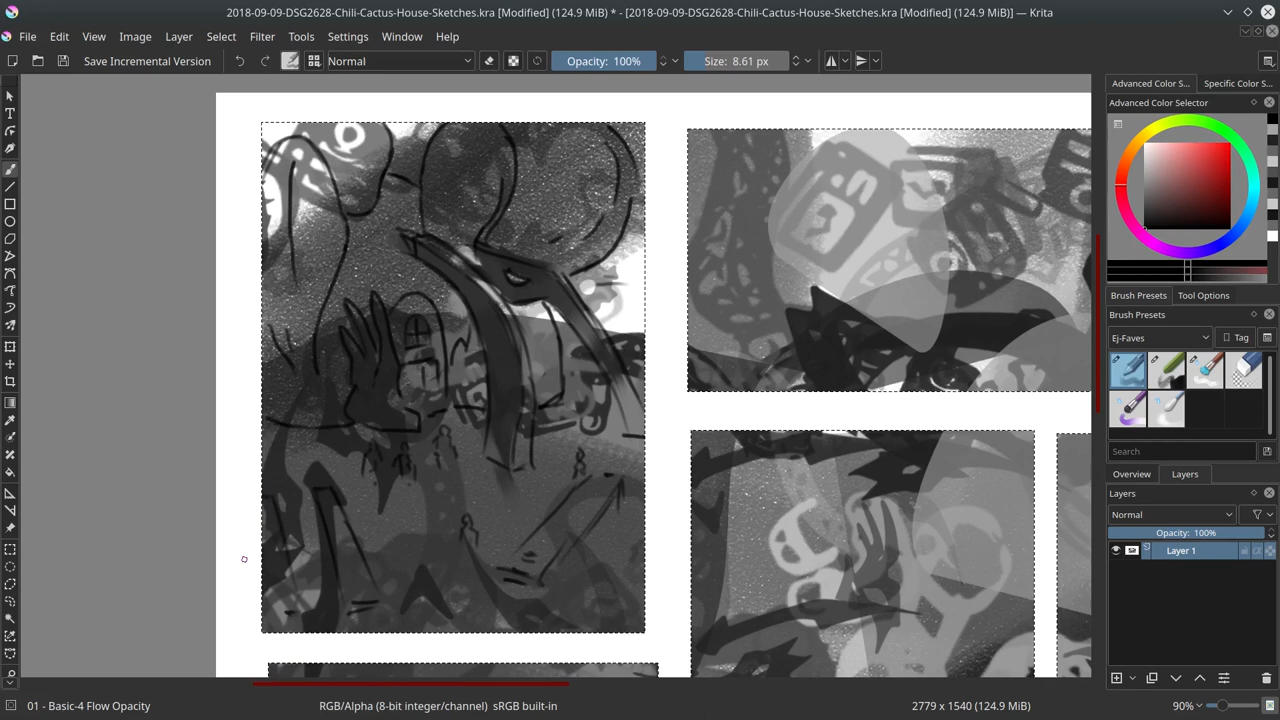 2018-09-09-DSG2628-Chili-Cactus-House-Sketches.kra [Modified] (124.9 MiB) * - [2018-09-09-DSG2628-Chili-Cactus-House-Sketches.kra [Modified] (124.9 MiB)] — Krita
File Edit View Image Layer Select Filter Tools Settings Window Help
Save Incremental Version Normal Opacity: 100% Size: 8.61 px
Advanced Color S... Specific Color S...
Advanced Color Selector
Brush Presets Tool Options
Brush Presets
Ej-Faves Tag
Search
Overview Layers
Layers
Normal
Opacity: 100%
Layer 1
01 - Basic-4 Flow Opacity RGB/Alpha (8-bit integer/channel) sRGB built-in 2779 x 1540 (124.9 MiB) 90%